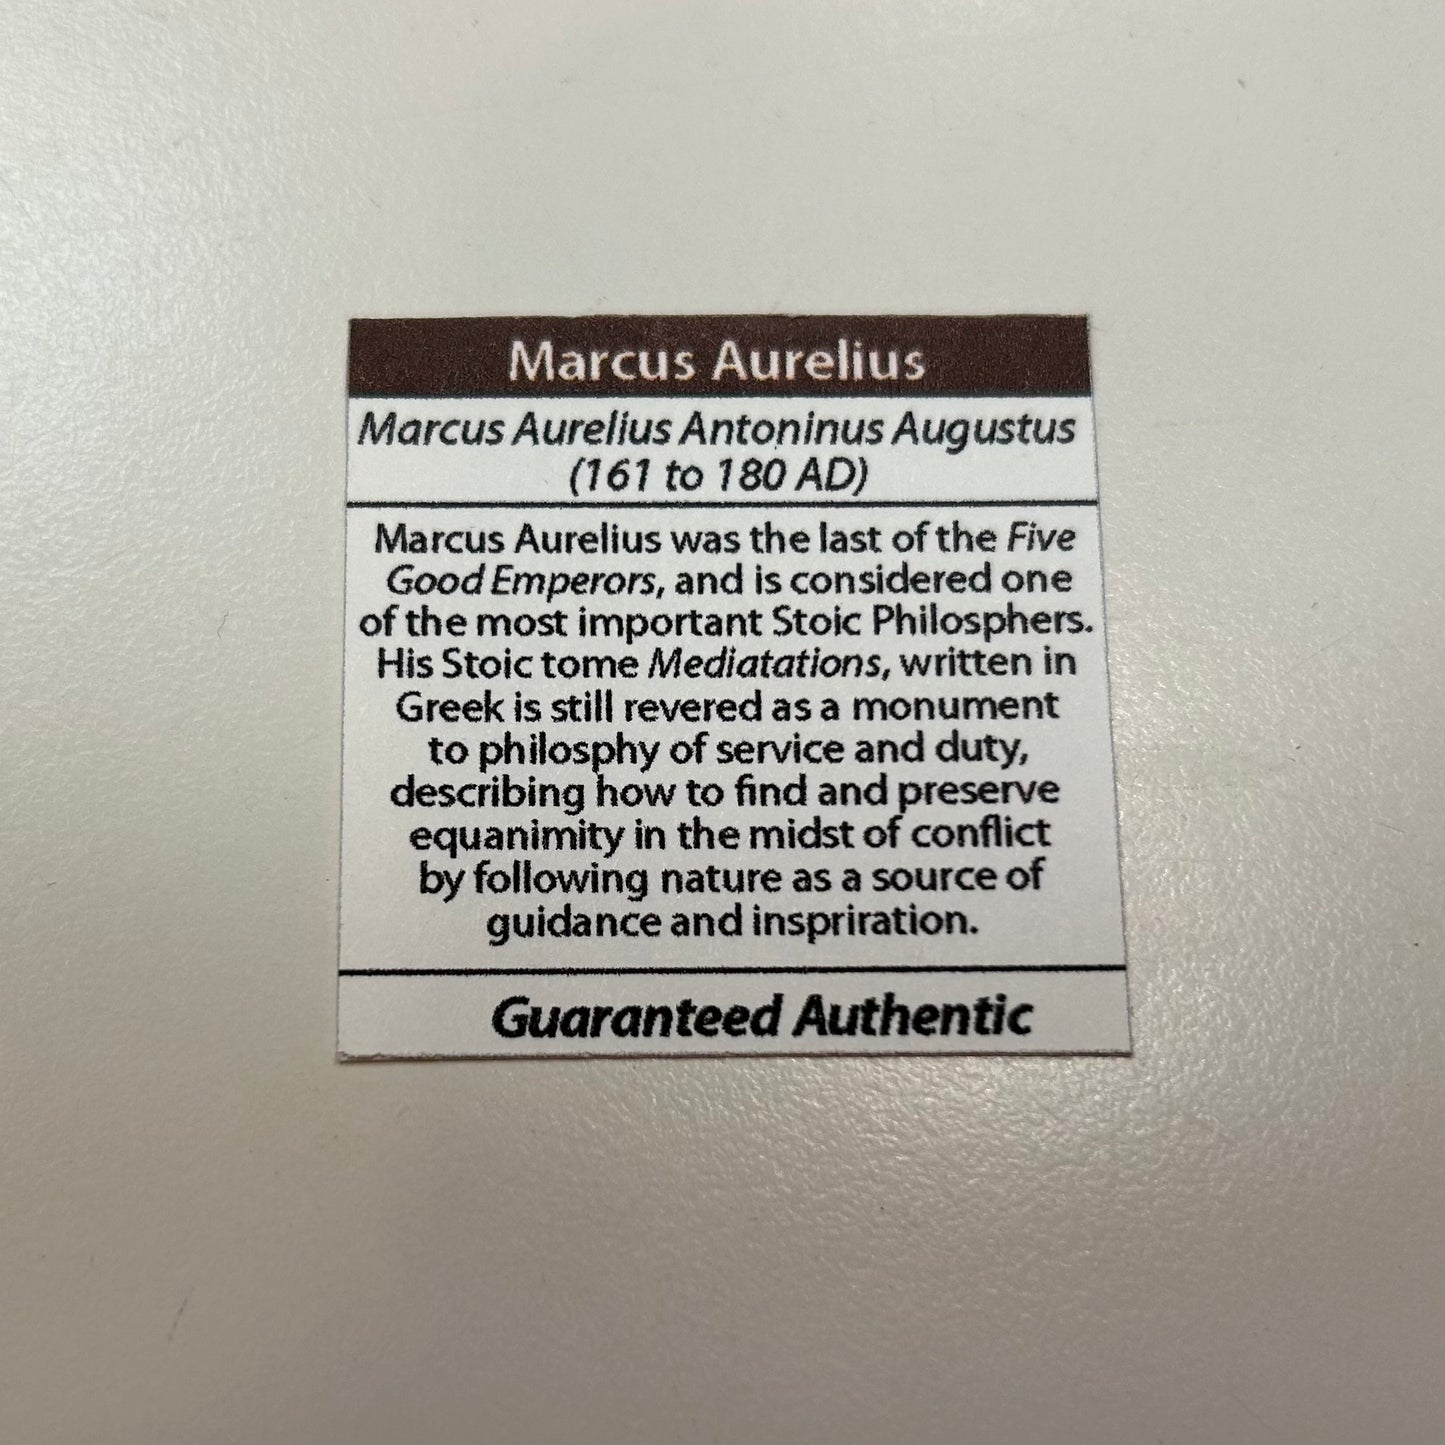 Marcus Aurelius
Marcus Aurelius Antoninus Augustus
(161 to 180 AD)
Marcus Aurelius was the last of the Five
Good Emperors, and is considered one
of the most important Stoic Philosphers.
His Stoic tome Mediatations, written in
Greek is still revered as a monument
to philosphy of service and duty,
describing how to find and preserve
equanimity in the midst of conflict
by following nature as a source of
guidance and inspriration.
Guaranteed Authentic